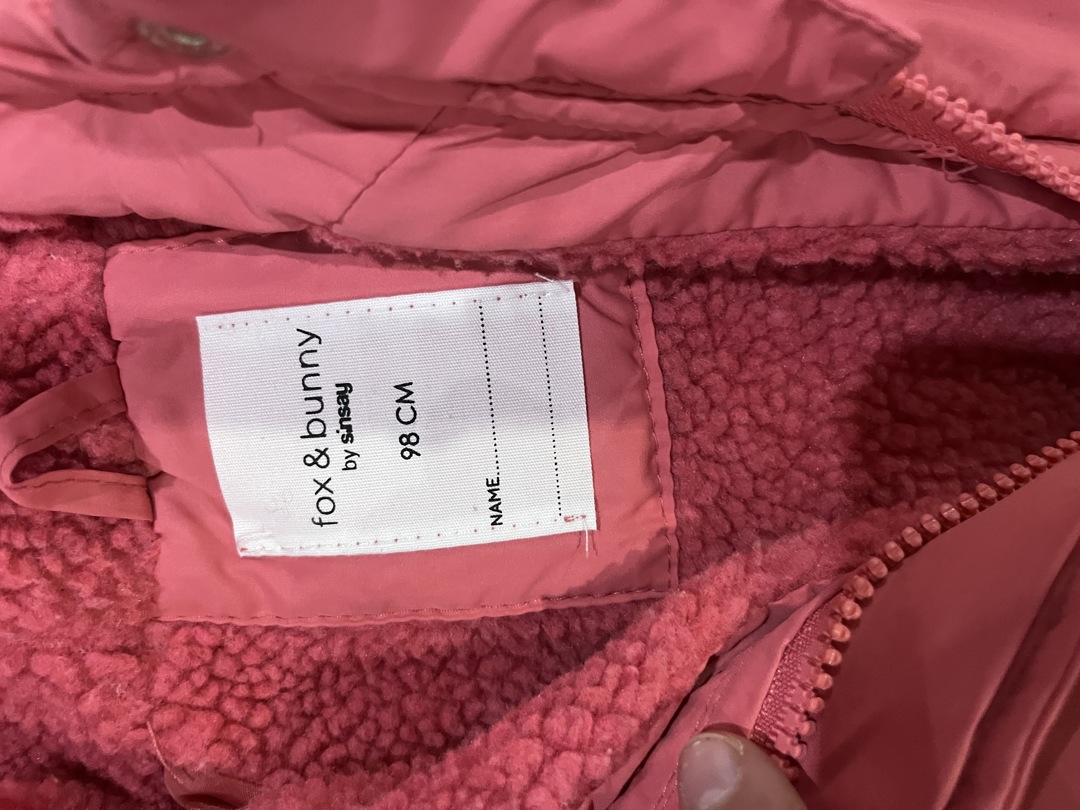 fox & bunny
by sinsay
98 CM
NAME....................
..............................